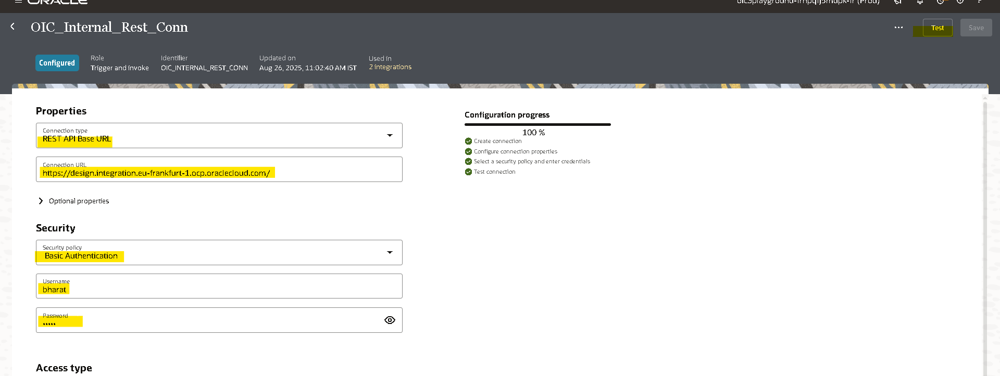 ORACLE
OIC_Internal_Rest_Conn
Test
Save
Configured
Role
Trigger and invoke
Identifier
OIC_INTERNAL_REST_CONN
Updated on
Aug 26, 2025, 11:02:40 AM IST
Used in
2 integrations
Properties
Connection type
REST API Base URL
Connection URL
https://design.integration.eu-frankfurt-1.ocp.oraclecloud.com/
Optional properties
Security
Security policy
Basic Authentication
Username
bharat
Password
•••••
Access type
Configuration progress
100 %
Create connection
Configure connection properties
Select a security policy and enter credentials
Test connection